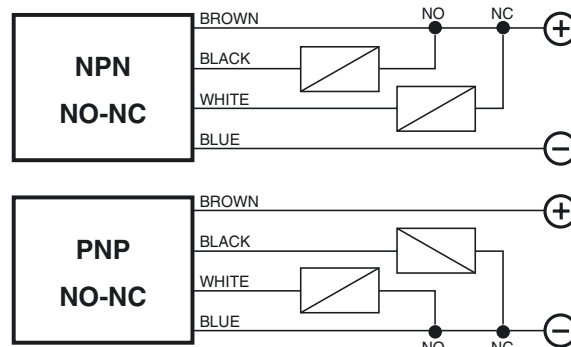 BROWN NO NC
NPN BLACK
NO-NC WHITE
BLUE
BROWN
PNP BLACK
NO-NC WHITE
BLUE
NO NC